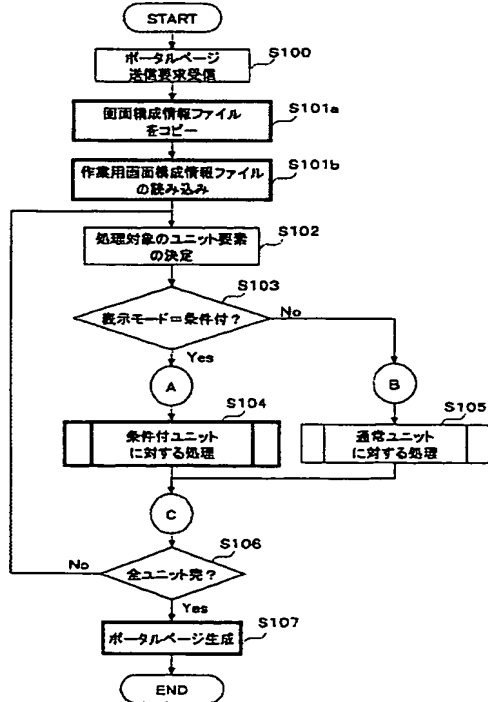 START
ポータルページ
送信要求受信
S100
画面構成情報ファイル
をコピー
S101a
作業用画面構成情報ファイル
の読み込み
S101b
処理対象のユニット要素
の決定
S102
表示モード＝条件付？
S103
No
Yes
A
B
条件付ユニット
に対する処理
S104
通常ユニット
に対する処理
S105
C
全ユニット完？
S106
No
Yes
ポータルページ生成
S107
END